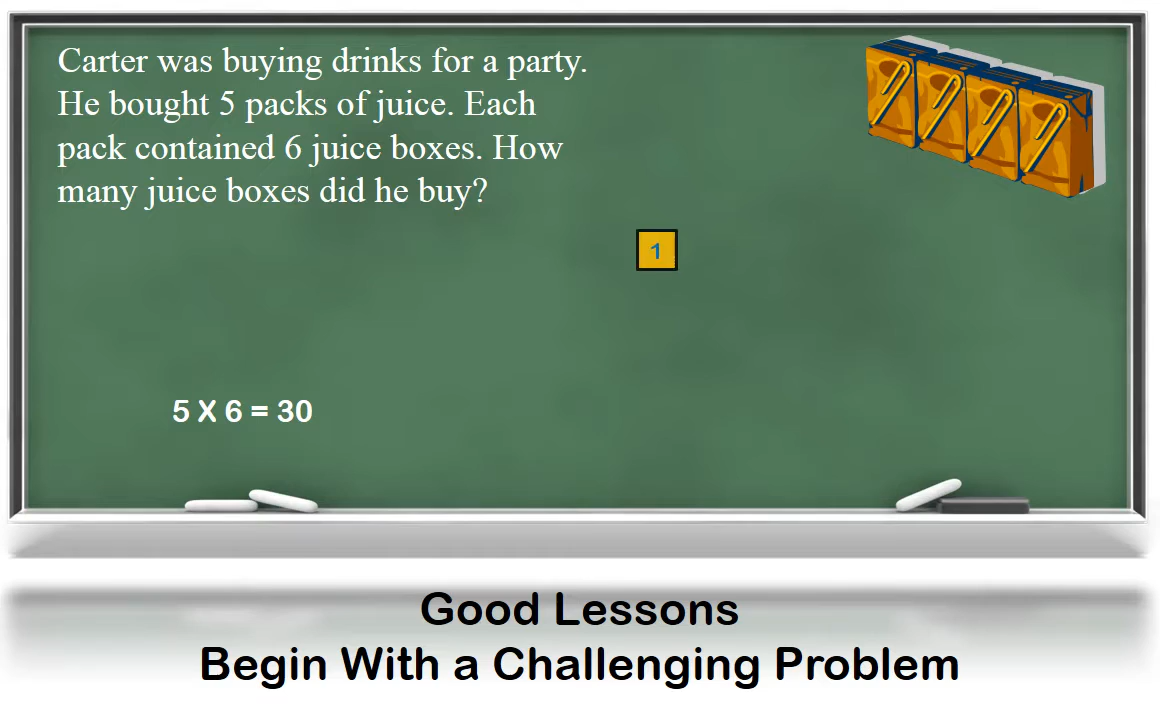 Carter was buying drinks for a party.
He bought 5 packs of juice. Each
pack contained 6 juice boxes. How
many juice boxes did he buy?
1
5 X 6 = 30
Good Lessons
Begin With a Challenging Problem